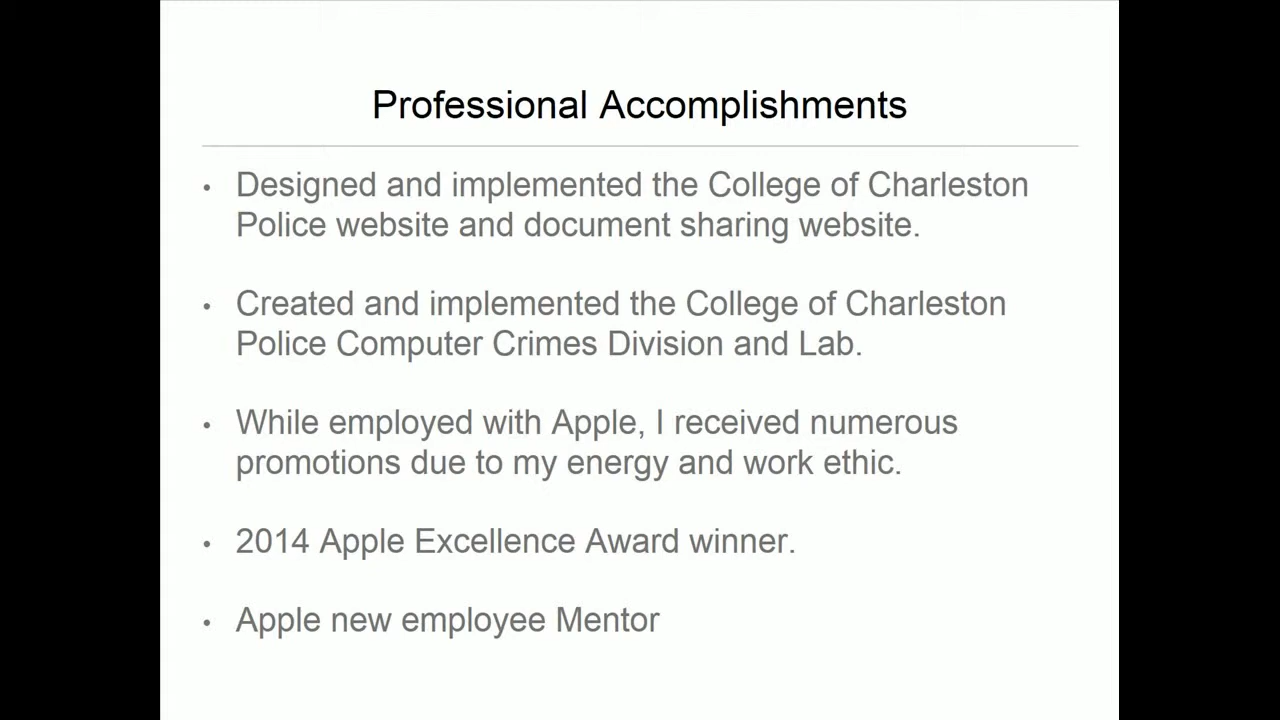 Professional Accomplishments
• Designed and implemented the College of Charleston
Police website and document sharing website.
• Created and implemented the College of Charleston
Police Computer Crimes Division and Lab.
• While employed with Apple, I received numerous
promotions due to my energy and work ethic.
• 2014 Apple Excellence Award winner.
• Apple new employee Mentor